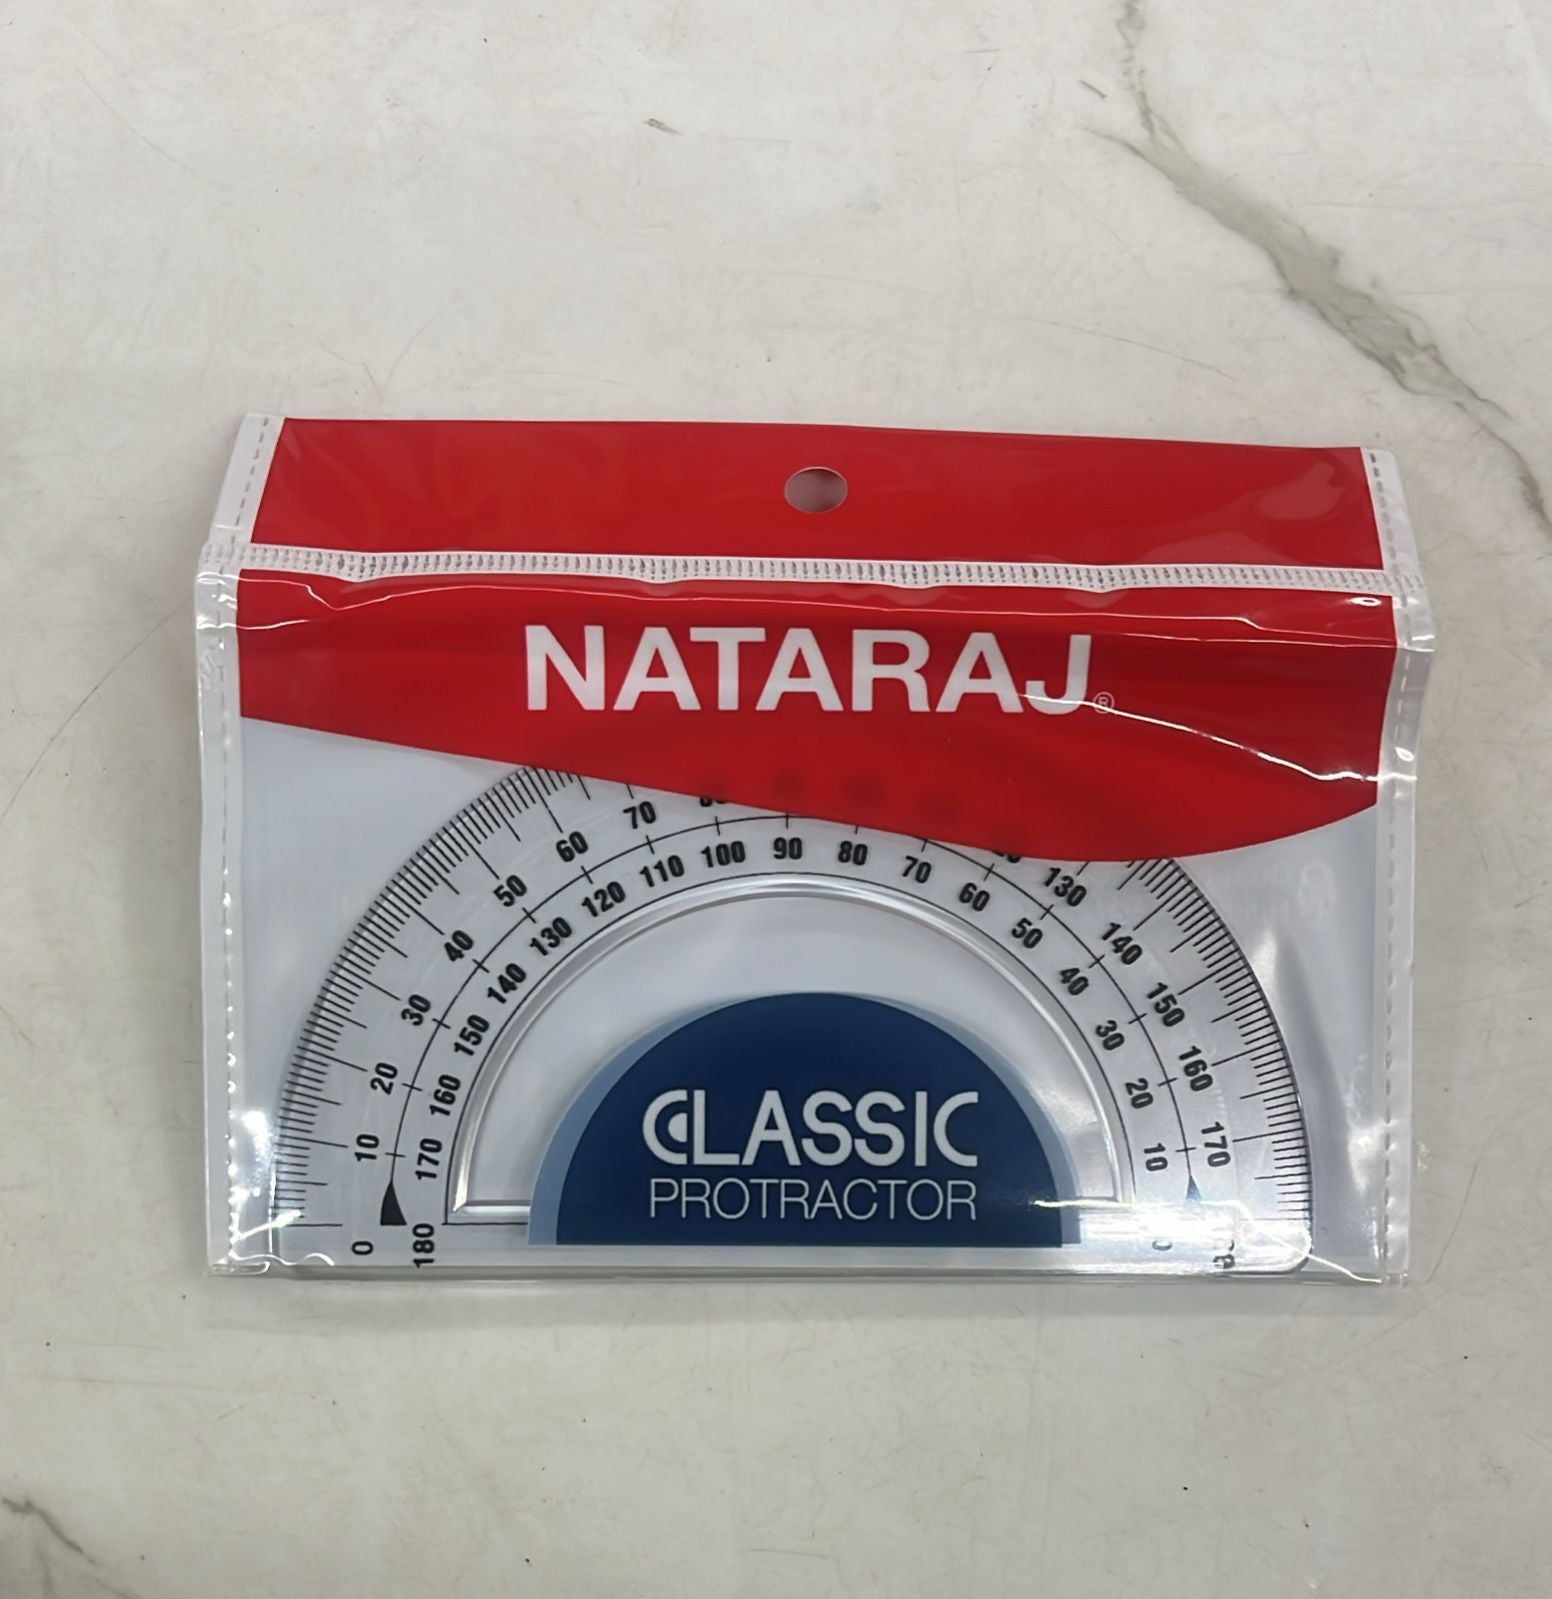 NATARAJ®
0 10 20 30 40 50 60 70 130 140 150 160 170
180 170 160 150 140 130 120 110 100 90 80 70 60 50 40 30 20 10 0
CLASSIC
PROTRACTOR